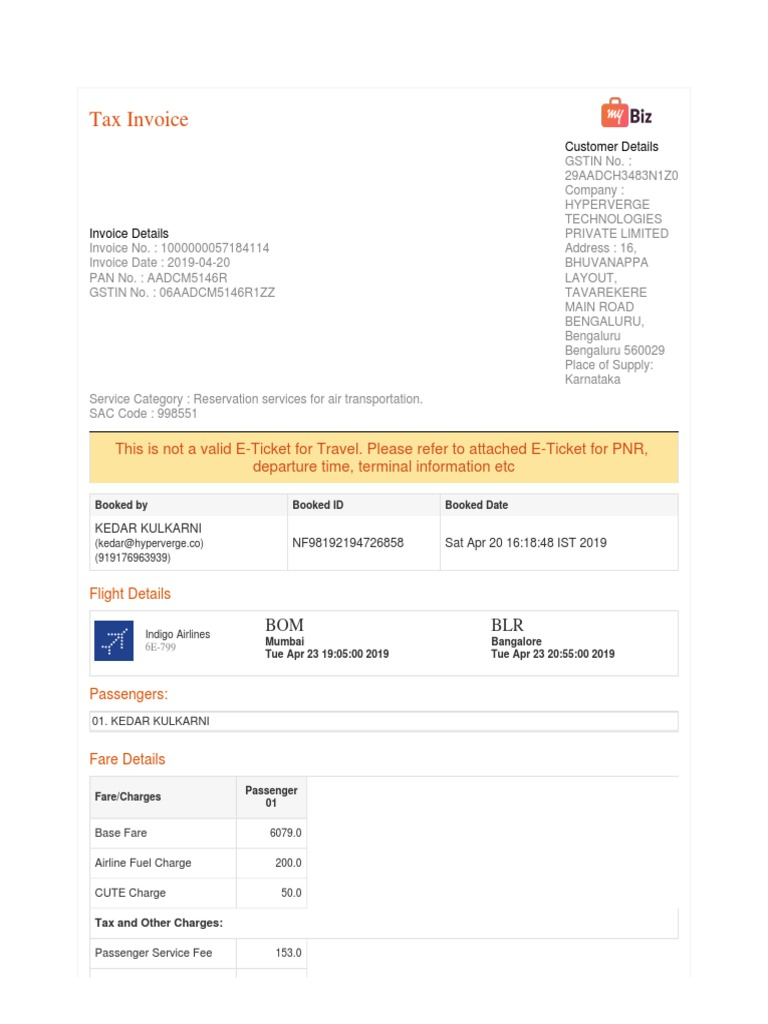 Tax Invoice
my Biz
Customer Details
GSTIN No. :
29AADCH3483N1Z0
Company :
HYPERVERGE
TECHNOLOGIES
PRIVATE LIMITED
Address : 16,
BHUVANAPPA
LAYOUT,
TAVAREKERE
MAIN ROAD
BENGALURU,
Bengaluru
Bengaluru 560029
Place of Supply:
Karnataka
Invoice Details
Invoice No. : 1000000057184114
Invoice Date : 2019-04-20
PAN No. : AADCM5146R
GSTIN No. : 06AADCM5146R1ZZ
Service Category : Reservation services for air transportation.
SAC Code : 998551
This is not a valid E-Ticket for Travel. Please refer to attached E-Ticket for PNR,
departure time, terminal information etc
Booked by Booked ID Booked Date
KEDAR KULKARNI
(kedar@hyperverge.co)
(919176963939)
NF98192194726858
Sat Apr 20 16:18:48 IST 2019
Flight Details
Indigo Airlines
6E-799
BOM
Mumbai
Tue Apr 23 19:05:00 2019
BLR
Bangalore
Tue Apr 23 20:55:00 2019
Passengers:
01. KEDAR KULKARNI
Fare Details
Fare/Charges
Passenger
01
Base Fare 6079.0
Airline Fuel Charge 200.0
CUTE Charge 50.0
Tax and Other Charges:
Passenger Service Fee 153.0